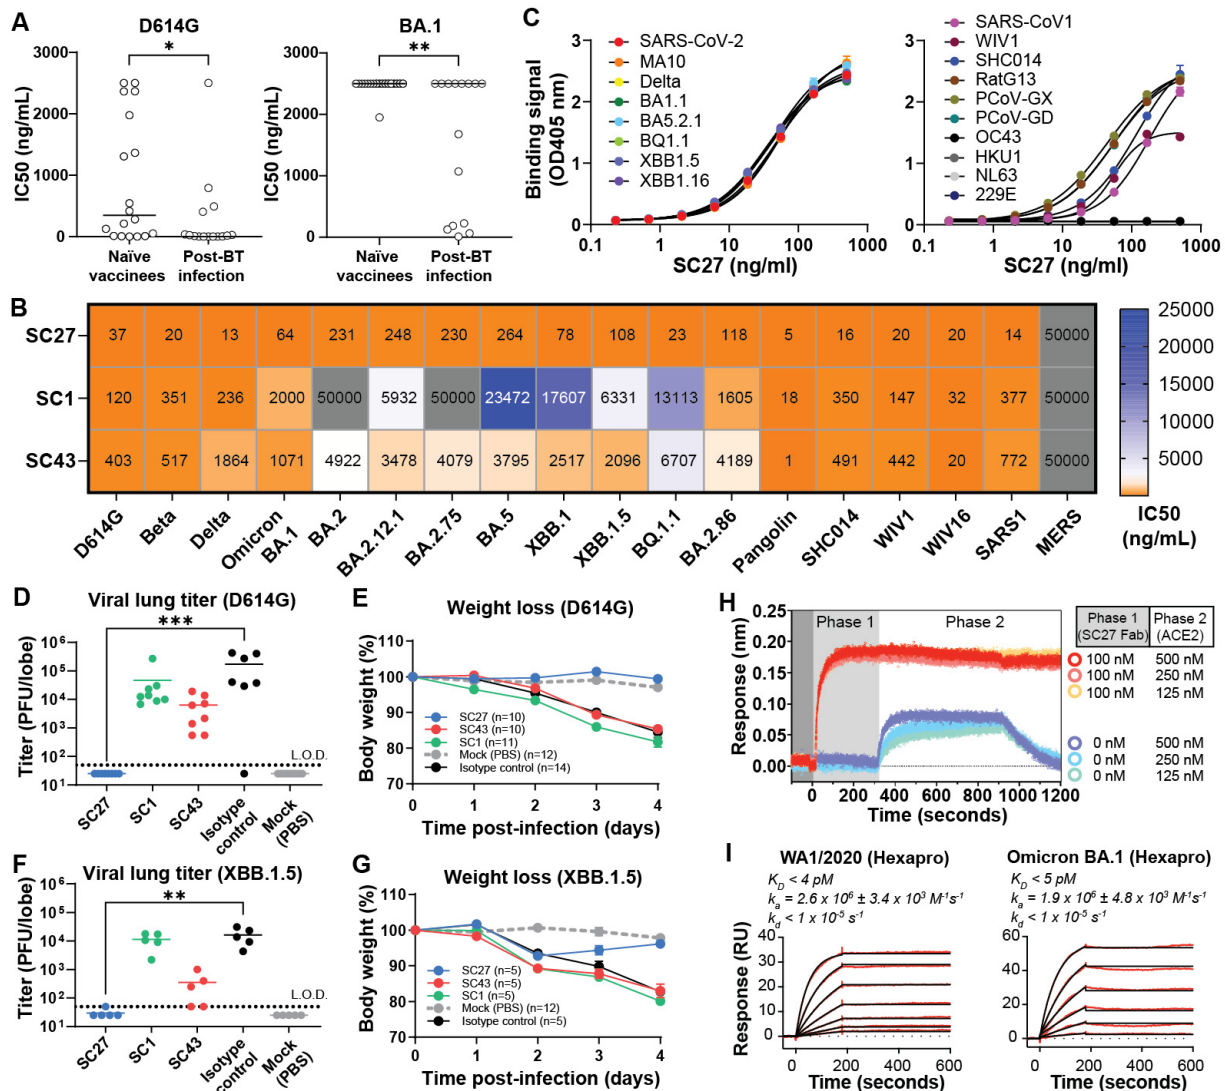 A
D614G
*
3000
2000
1000
0
IC50 (ng/mL)
Naïve
vaccinees
Post-BT
infection
BA.1
**
3000
2000
1000
0
IC50 (ng/mL)
Naïve
vaccinees
Post-BT
infection
C
SARS-CoV-2
MA10
Delta
BA1.1
BA5.2.1
BQ1.1
XBB1.5
XBB1.16
3
2
1
0
Binding signal
(OD405 nm)
0.1
1
10
100
1000
SC27 (ng/ml)
SARS-CoV1
WIV1
SHC014
RatG13
PCoV-GX
PCoV-GD
OC43
HKU1
NL63
229E
3
2
1
0
0.1
1
10
100
1000
SC27 (ng/ml)
B
SC27 37 20 13 64 231 248 230 264 78 108 23 118 5 16 20 20 14 50000
SC1 120 351 236 2000 50000 5932 50000 23472 17607 6331 13113 1605 18 350 147 32 377 50000
SC43 403 517 1864 1071 4922 3478 4079 3795 2517 2096 6707 4189 1 491 442 20 772 50000
D614G
Beta
Delta
Omicron
BA.1
BA.2
BA.2.12.1
BA.2.75
BA.5
XBB.1
XBB.1.5
BQ1.1
BA.2.86
Pangolin
SHC014
WIV1
WIV16
SARS1
MERS
25000
20000
15000
10000
5000
IC50
(ng/mL)
D
Viral lung titer (D614G)
***
10⁶
10⁵
10⁴
10³
10²
10¹
Titer (PFU/lobe)
L.O.D.
SC27
SC1
SC43
Isotype
control
Mock
(PBS)
E
Weight loss (D614G)
110
100
90
80
70
Body weight (%)
SC27 (n=10)
SC43 (n=10)
SC1 (n=11)
Mock (PBS) (n=12)
Isotype control (n=14)
0
1
2
3
4
Time post-infection (days)
F
Viral lung titer (XBB.1.5)
**
10⁶
10⁵
10⁴
10³
10²
10¹
Titer (PFU/lobe)
L.O.D.
SC27
SC1
SC43
Isotype
control
Mock
(PBS)
G
Weight loss (XBB.1.5)
110
100
90
80
70
Body weight (%)
SC27 (n=5)
SC43 (n=5)
SC1 (n=5)
Mock (PBS) (n=12)
Isotype control (n=5)
0
1
2
3
4
Time post-infection (days)
H
0.25
0.20
0.15
0.10
0.05
0.00
Response (nm)
Phase 1
Phase 2
0
200
400
600
800
1000
1200
Time (seconds)
Phase 1
(SC27 Fab)
Phase 2
(ACE2)
100 nM 500 nM
100 nM 250 nM
100 nM 125 nM
0 nM 500 nM
0 nM 250 nM
0 nM 125 nM
I
WA1/2020 (Hexapro)
K_D < 4 pM
k_a = 2.6 x 10⁶ ± 3.4 x 10³ M⁻¹s⁻¹
k_d < 1 x 10⁻⁵ s⁻¹
40
30
20
10
0
Response (RU)
0
200
400
600
Time (seconds)
Omicron BA.1 (Hexapro)
K_D < 5 pM
k_a = 1.9 x 10⁶ ± 4.8 x 10³ M⁻¹s⁻¹
k_d < 1 x 10⁻⁵ s⁻¹
60
40
20
0
0
200
400
600
Time (seconds)